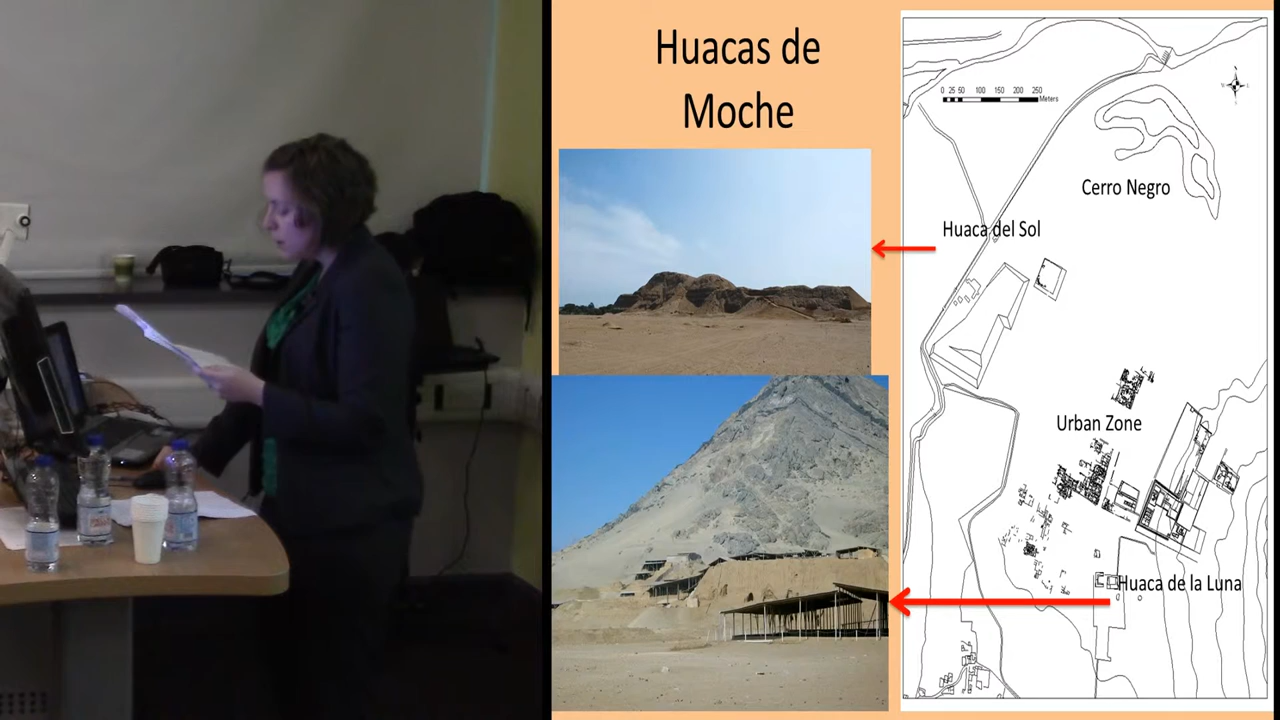 Huacas de
Moche
0 25 50 100 150 200 250
Meters
Cerro Negro
Huaca del Sol
Urban Zone
Huaca de la Luna